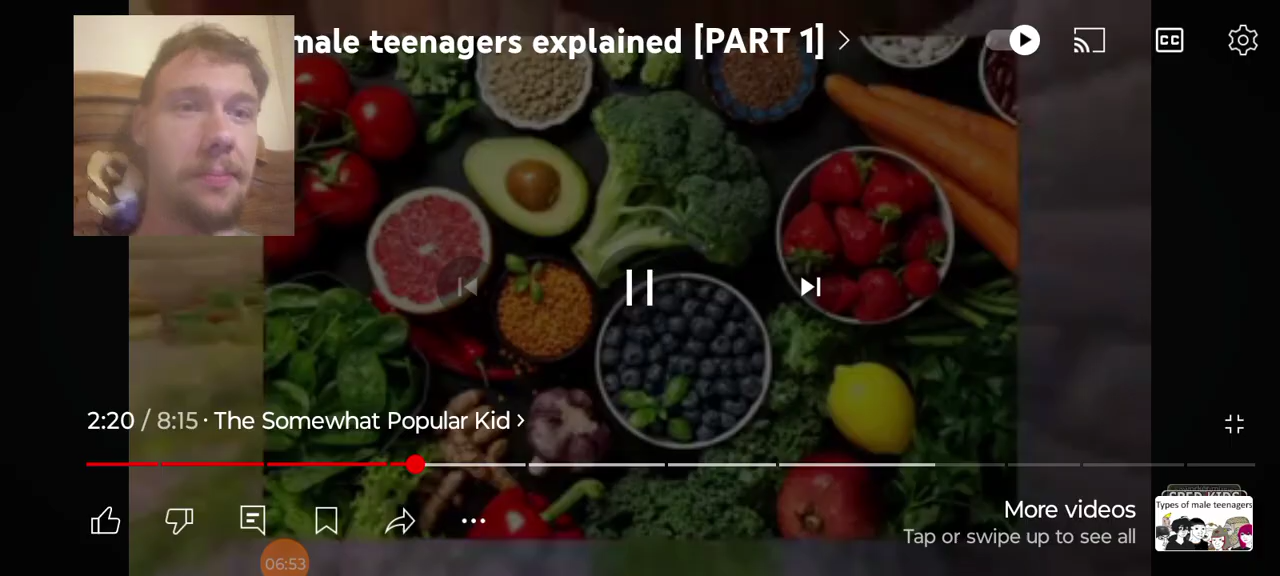 male teenagers explained [PART 1]
CC
2:20 / 8:15 · The Somewhat Popular Kid
More videos
Tap or swipe up to see all
Types of male teenagers
06:53